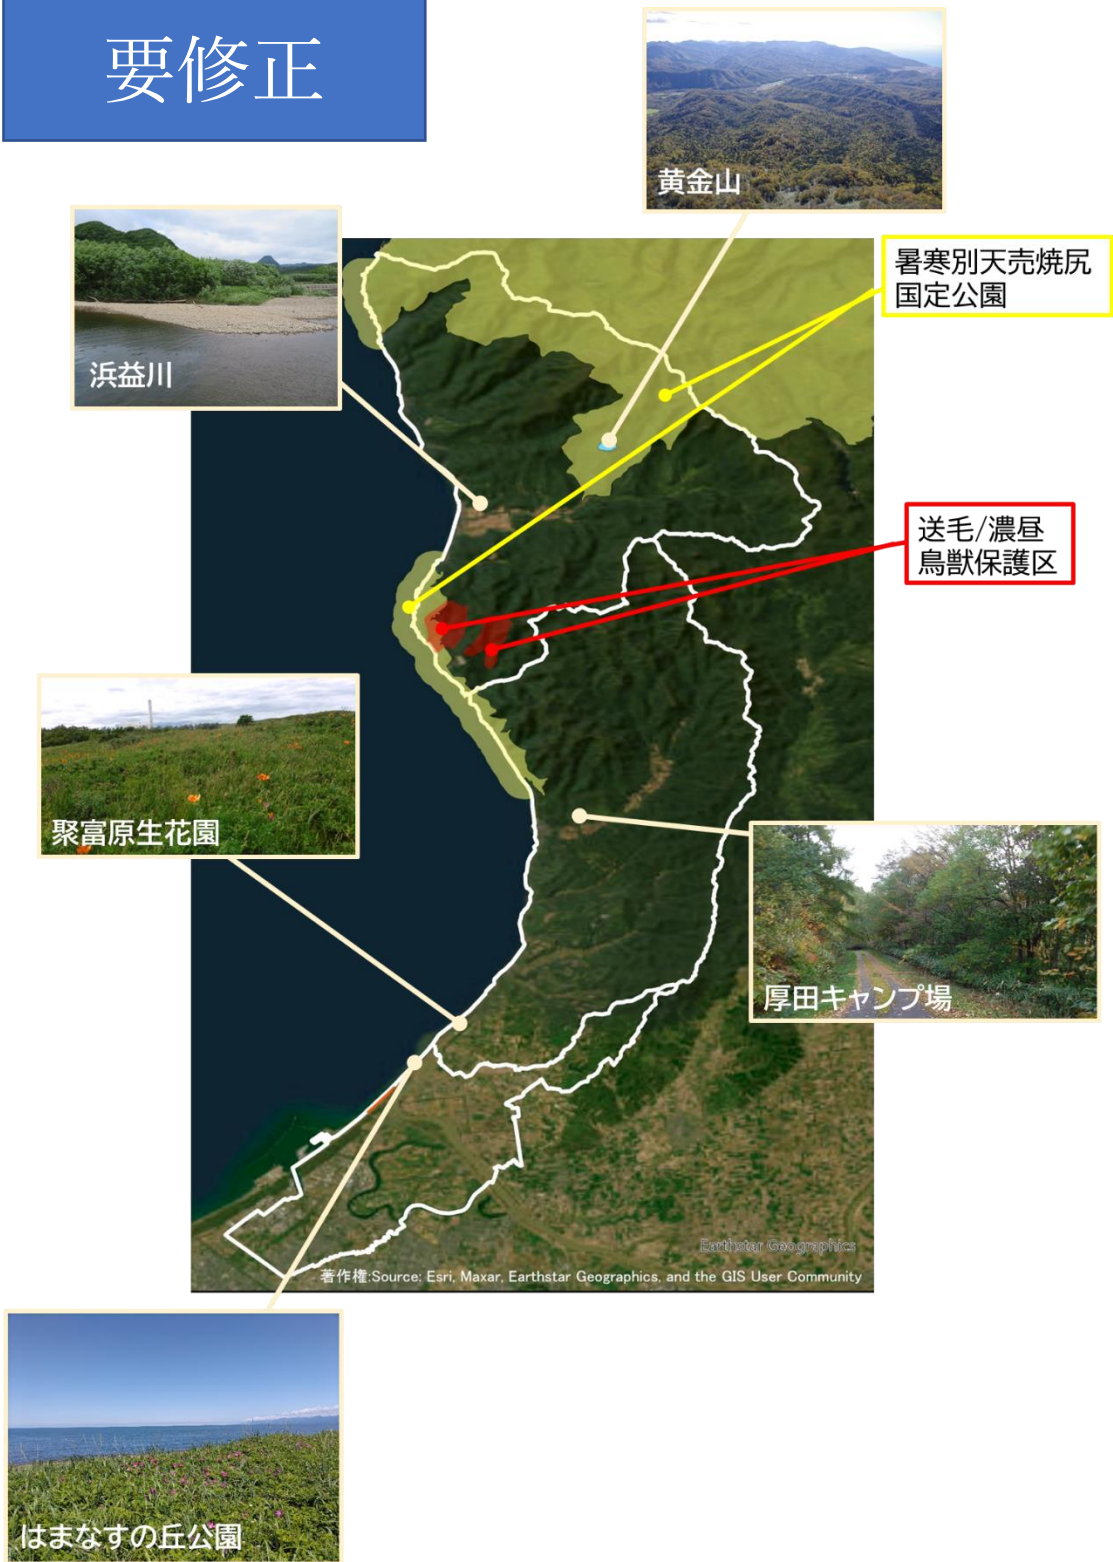 要修正
黄金山
暑寒別天売焼尻
国定公園
浜益川
送毛/濃昼
鳥獣保護区
聚富原生花園
厚田キャンプ場
Earthstar Geographics
著作権:Source: Esri, Maxar, Earthstar Geographics, and the GIS User Community
はまなすの丘公園